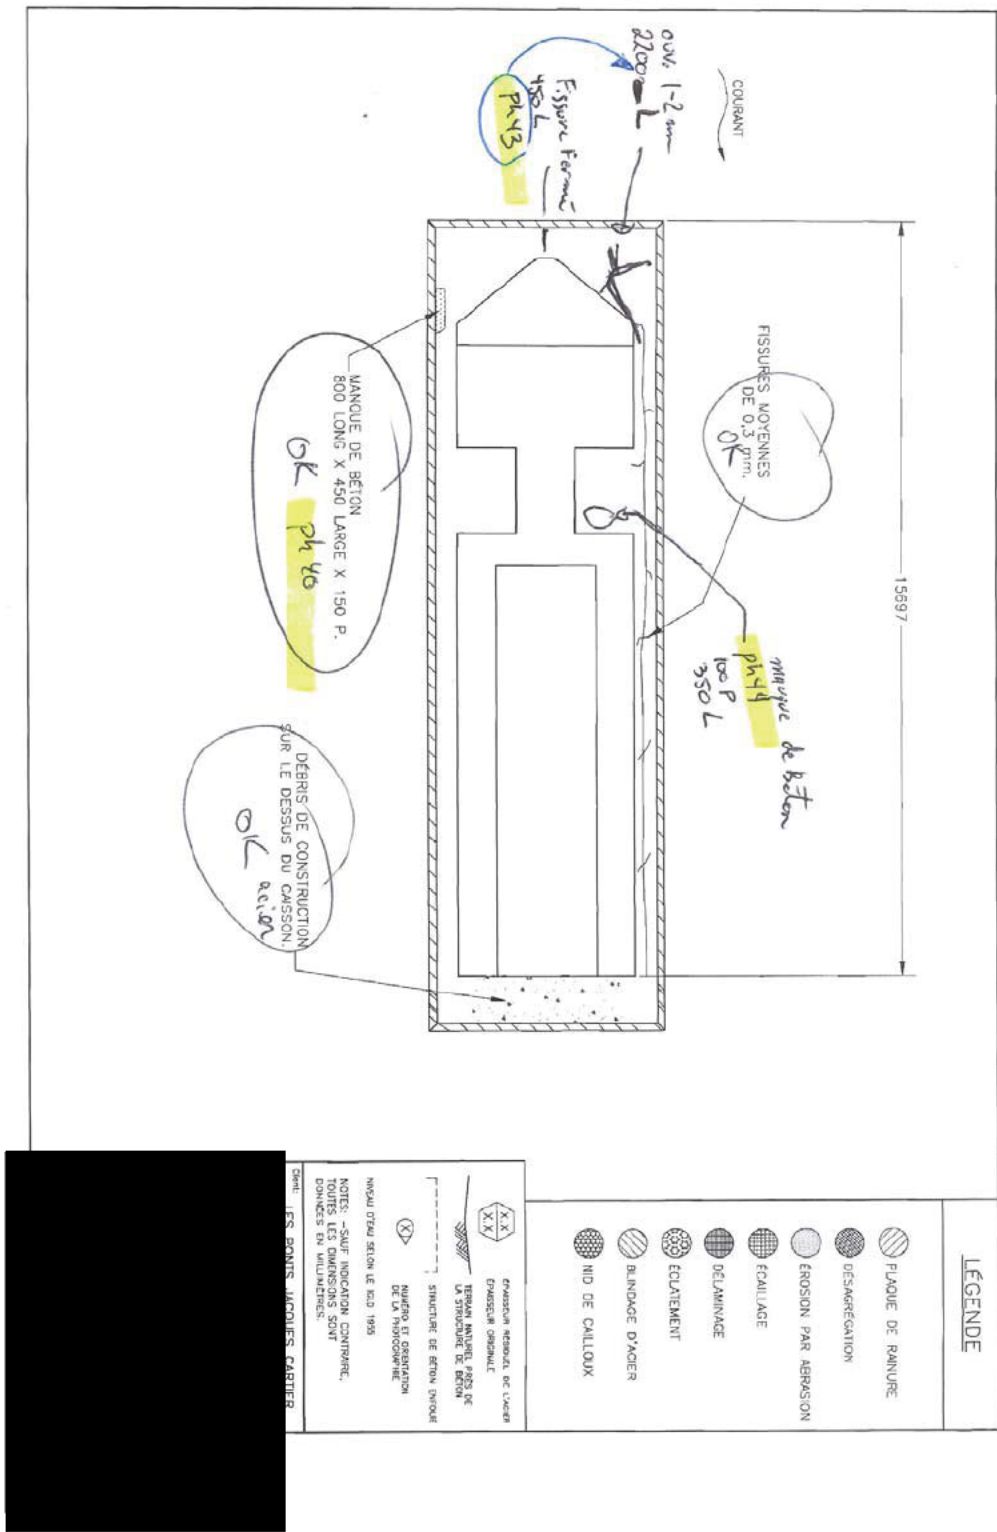 COURANT
ouv. 1-2 mm
2200 L
Fissure Fermé
450 L
ph43
15697
FISSURES MOYENNES
DE 0,3 mm.
OK
manque de béton
ph44
100 P
350 L
MANQUE DE BÉTON
800 LONG X 450 LARGE X 150 P.
OK ph 40
DÉBRIS DE CONSTRUCTION
SUR LE DESSUS DU CAISSON.
OK acier
LÉGENDE
PLAQUE DE RAINURE
DÉSAGRÉGATION
ÉROSION PAR ABRASION
ÉCAILLAGE
DÉLAMINAGE
ÉCLATEMENT
BLINDAGE D'ACIER
NID DE CAILLOUX
X.X
X.X
ÉPAISSEUR RÉSIDUEL DE L'ACIER
ÉPAISSEUR ORIGINALE
TERRAIN NATUREL PRÈS DE
LA STRUCTURE DE BÉTON
STRUCTURE DE BÉTON ENFOUIE
X
NUMÉRO ET ORIENTATION
DE LA PHOTOGRAPHIE
NIVEAU D'EAU SELON LE IGLD 1955
NOTES: -SAUF INDICATION CONTRAIRE,
TOUTES LES DIMENSIONS SONT
DONNÉES EN MILLIMÈTRES.
Client: LES PONTS JACQUES CARTIER